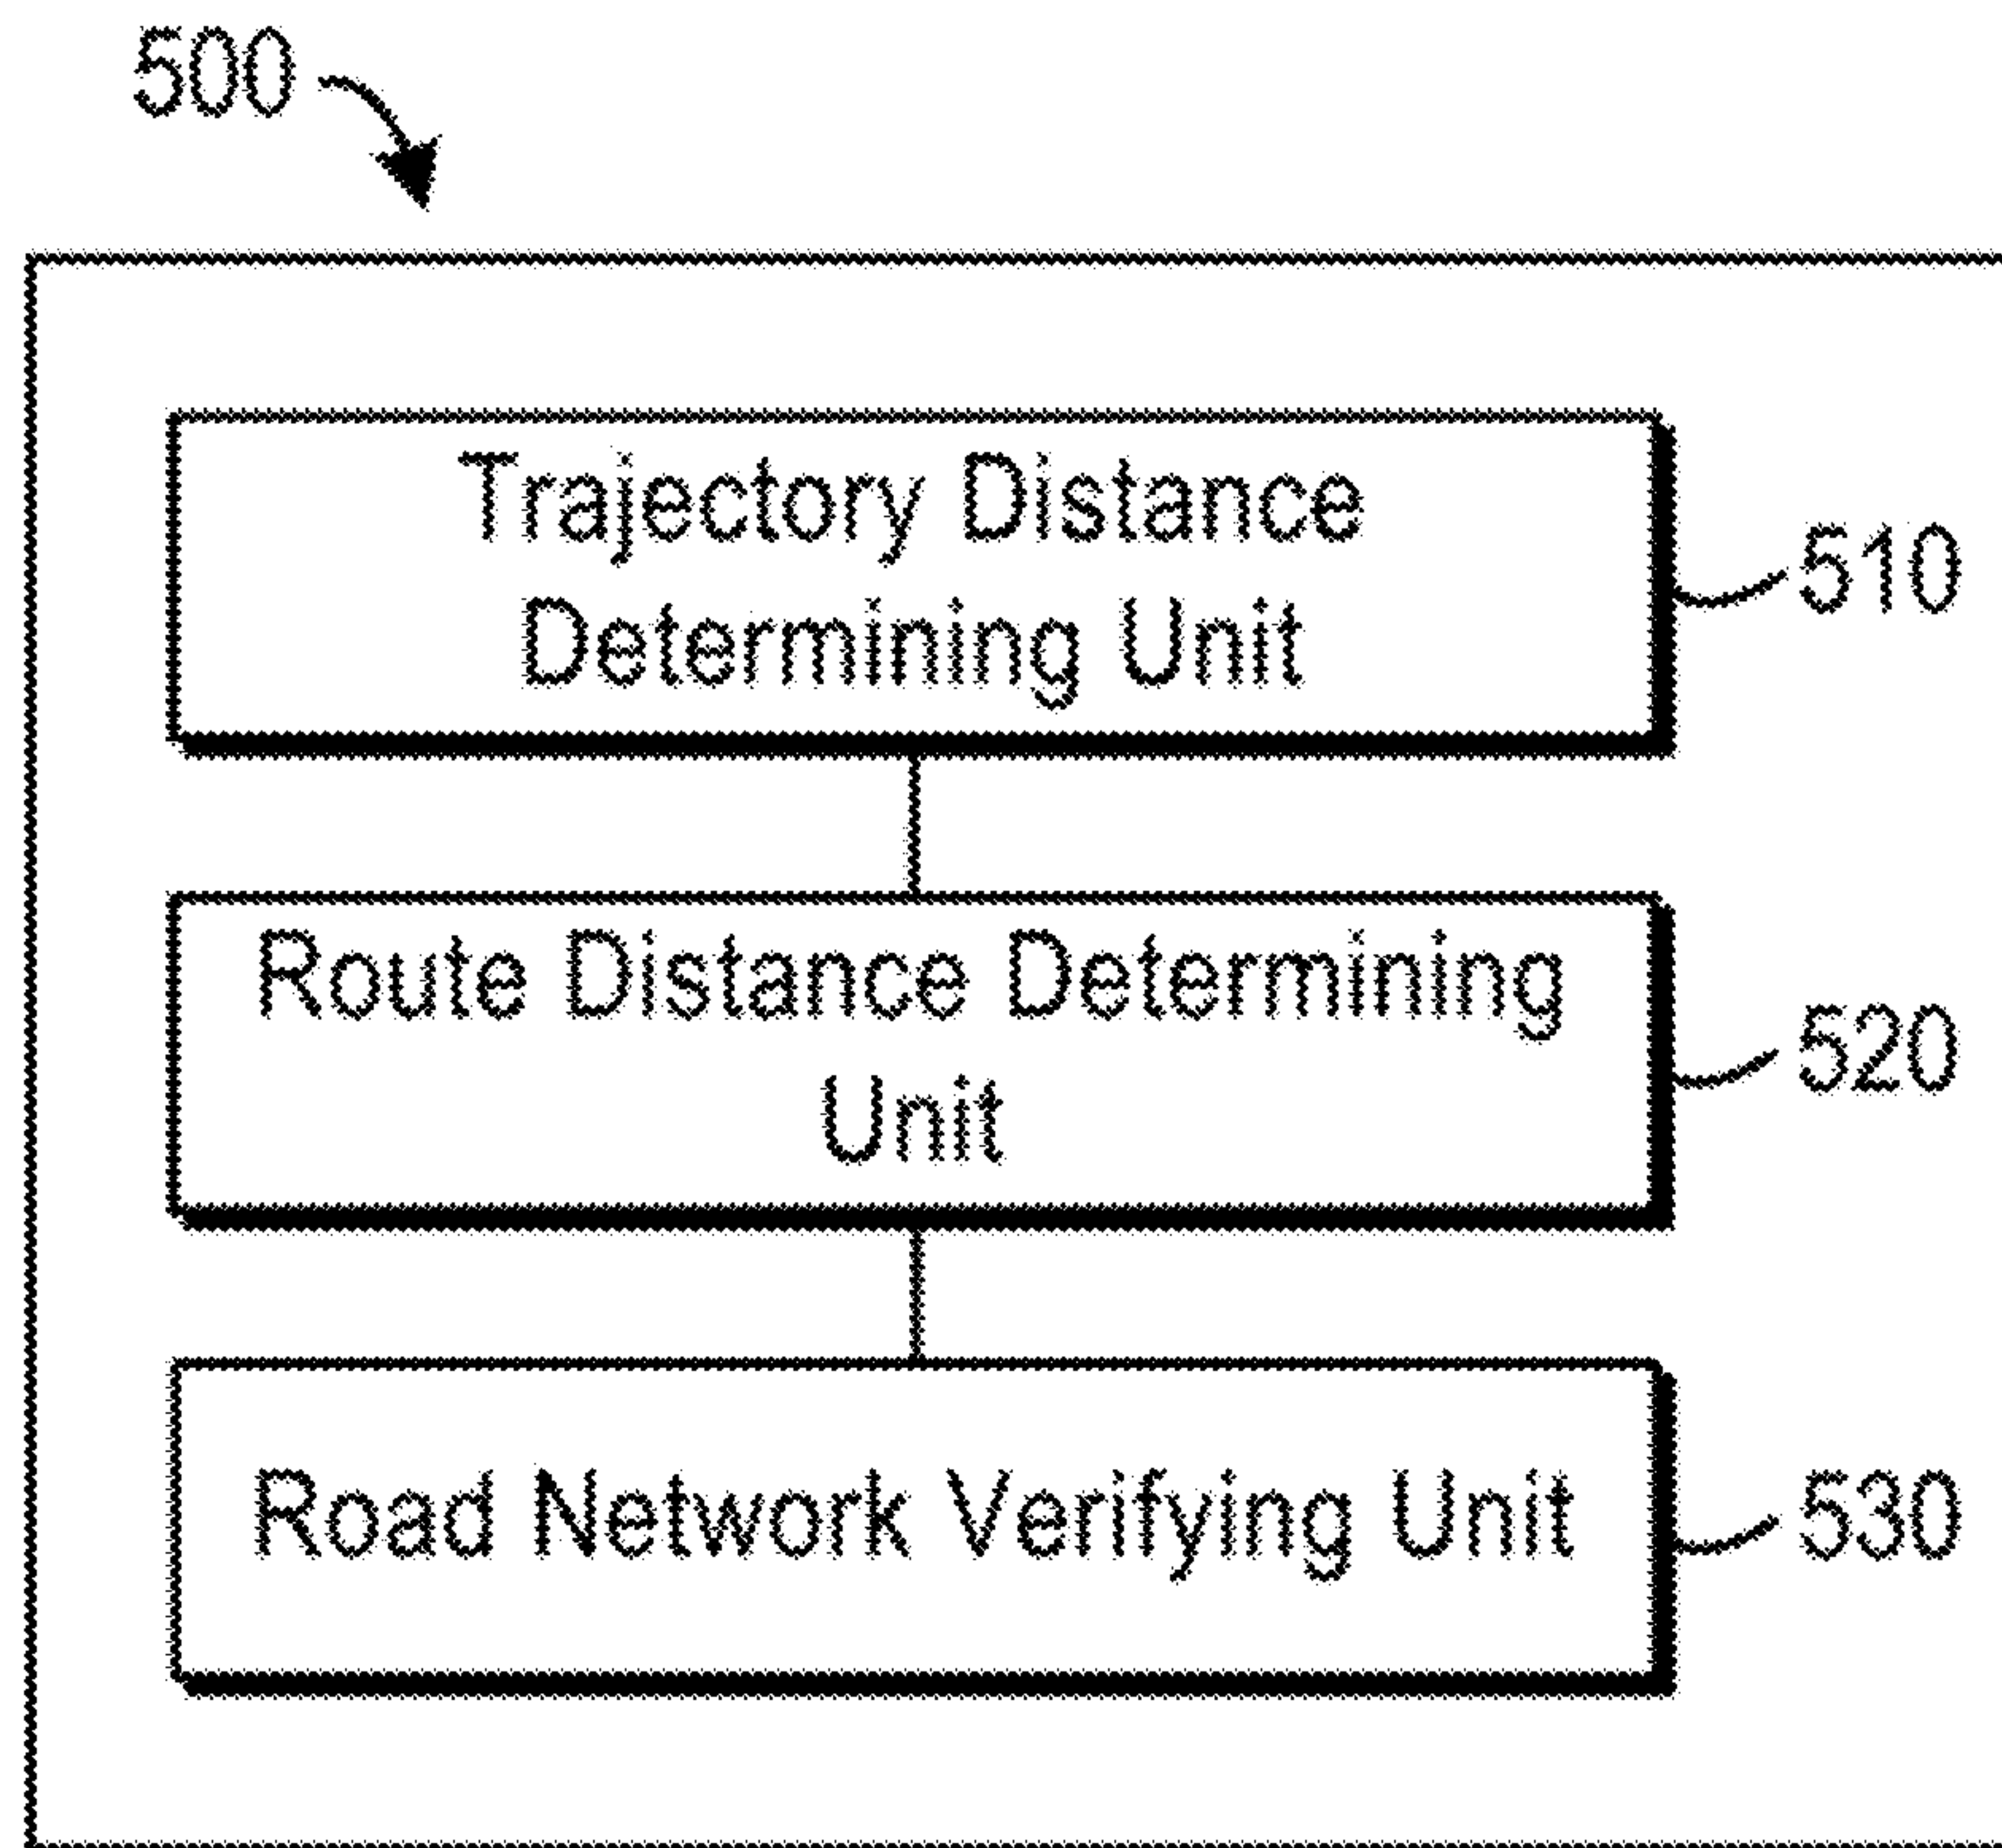 500
Trajectory Distance
Determining Unit
510
Route Distance Determining
Unit
520
Road Network Verifying Unit
530